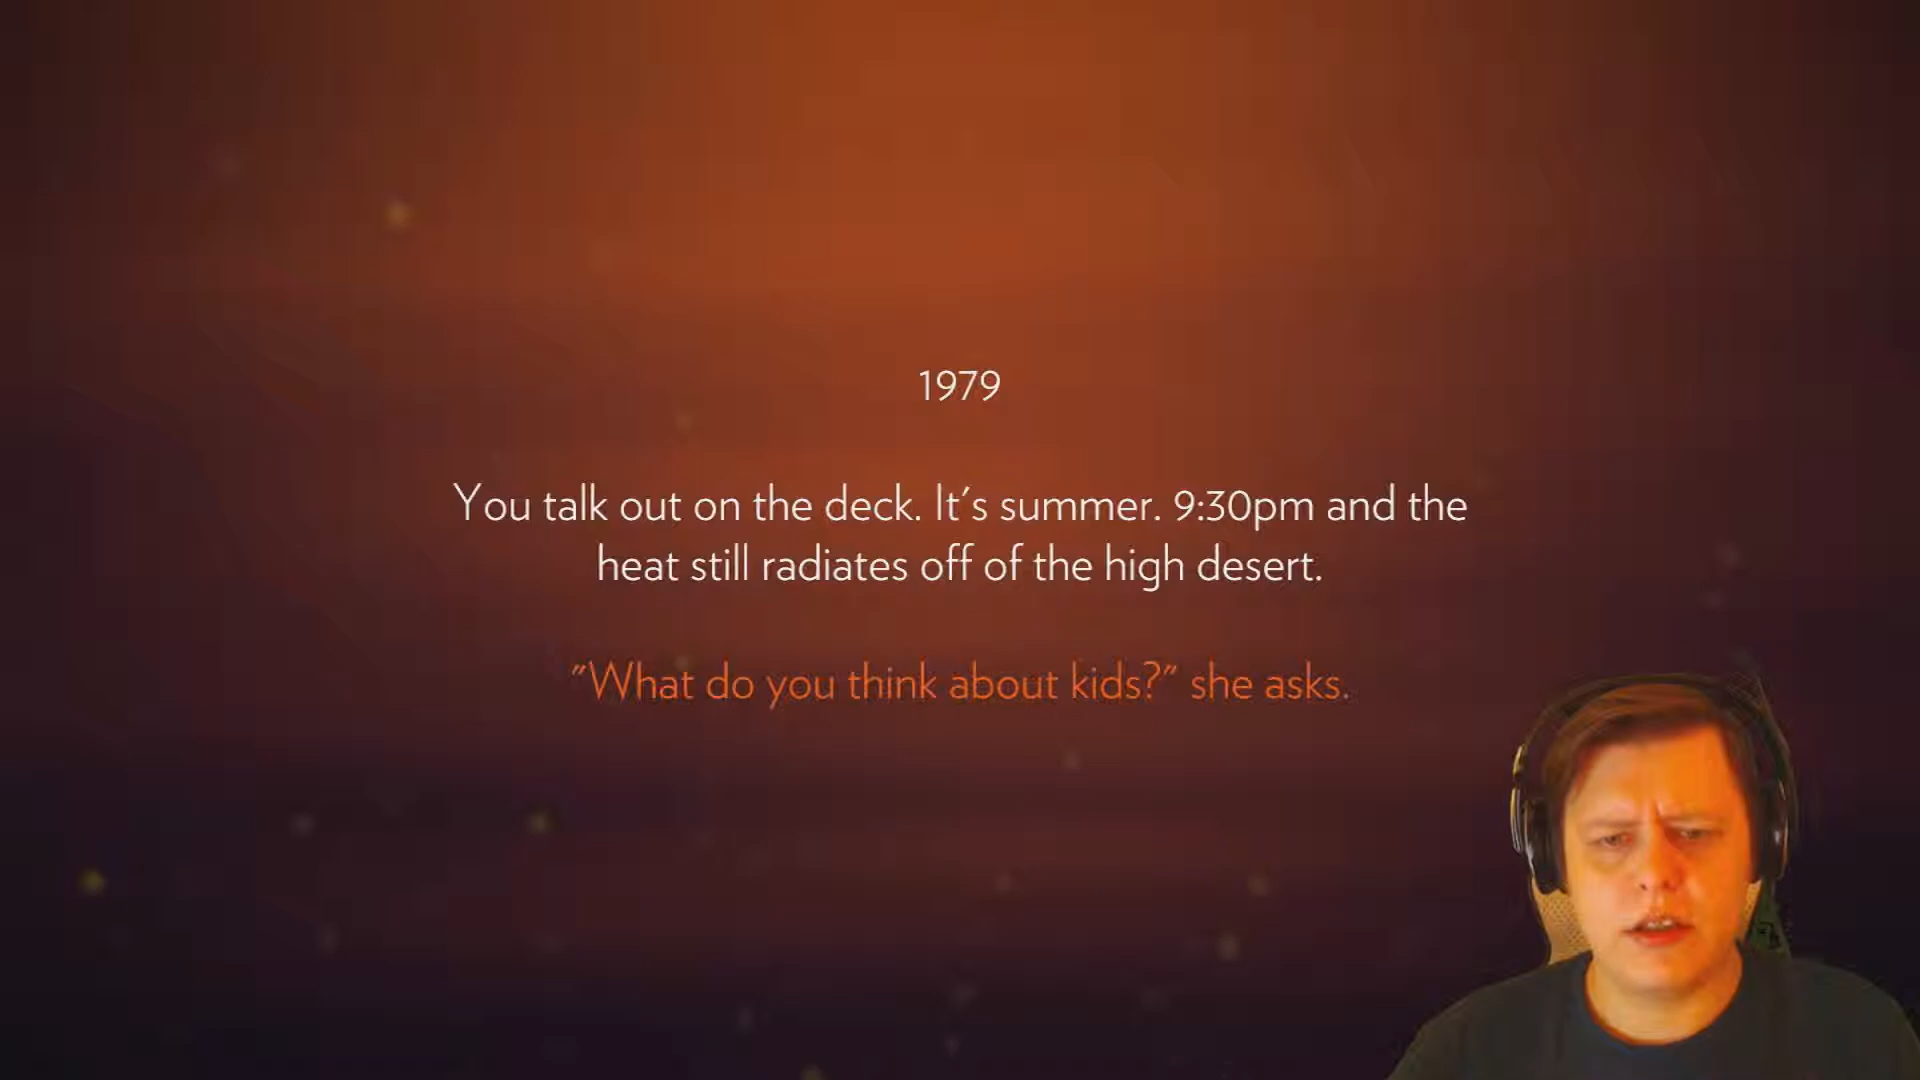 1979
You talk out on the deck. It's summer. 9:30pm and the
heat still radiates off of the high desert.
"What do you think about kids?" she asks.